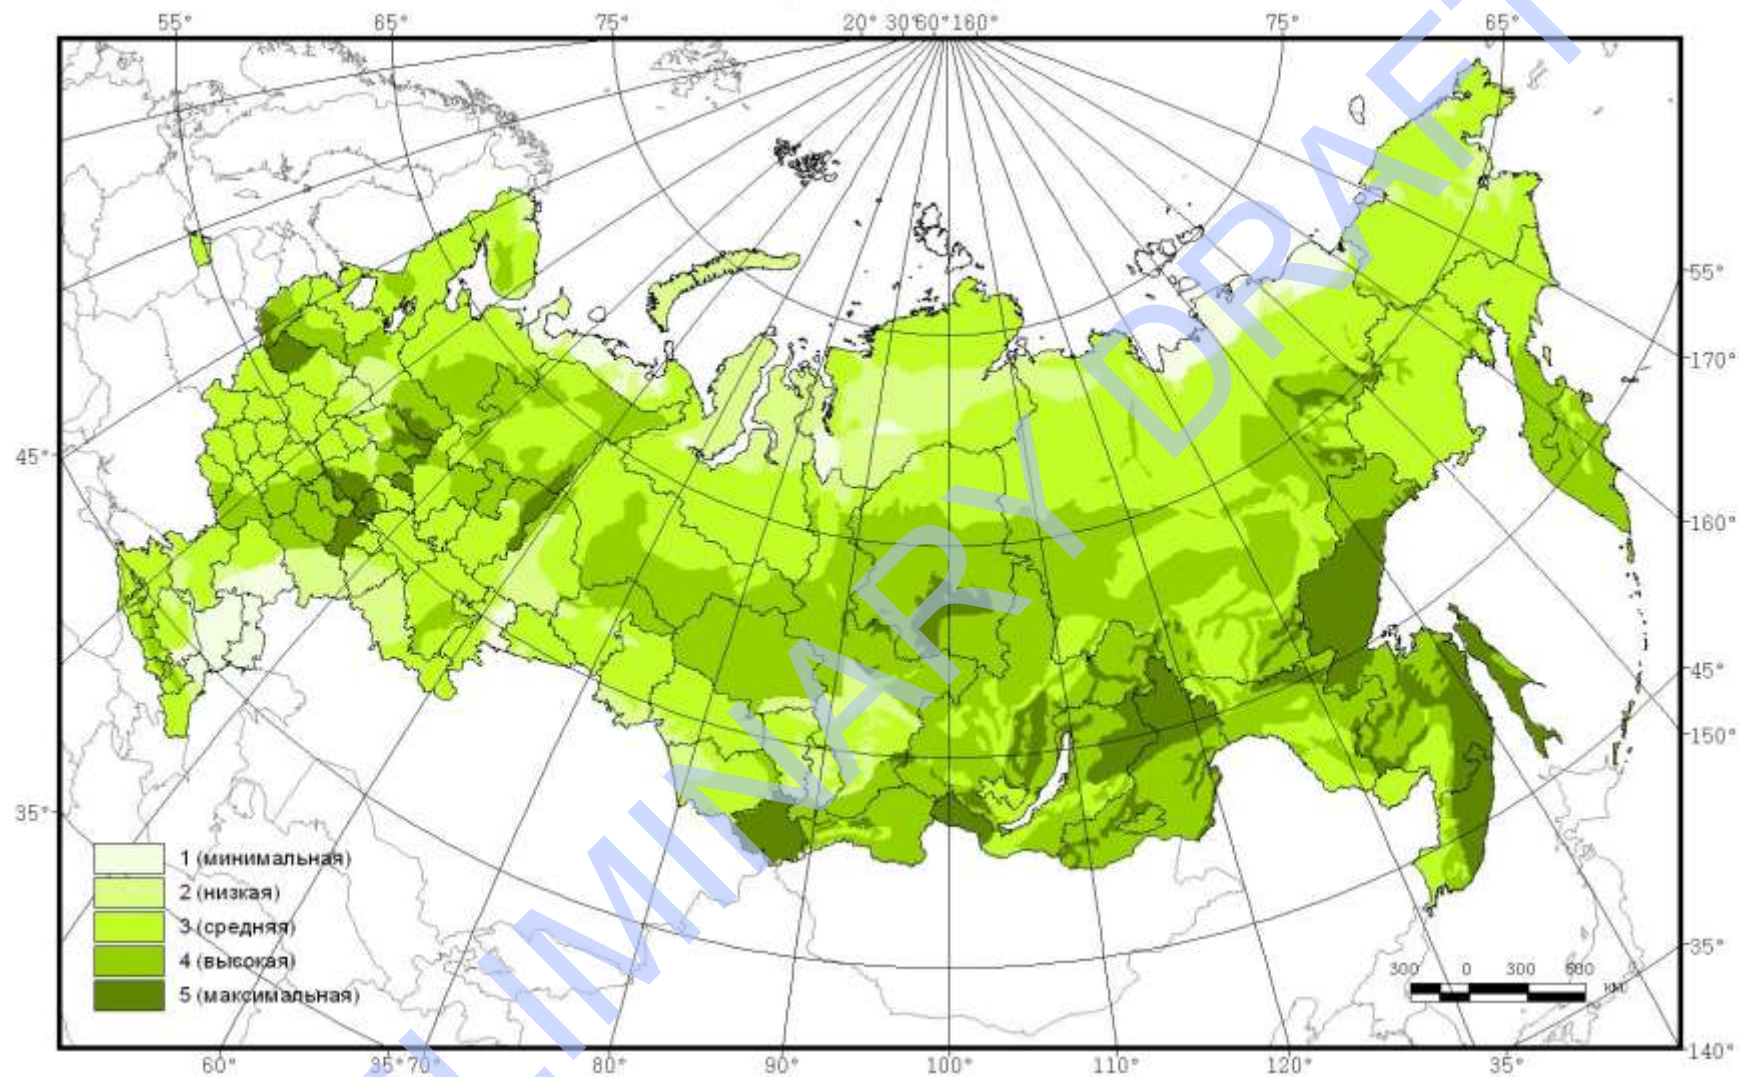 55° 65° 75° 20° 30° 60° 160° 75° 65°
45°
35°
55°
170°
160°
45°
150°
35°
140°
1 (минимальная)
2 (низкая)
3 (средняя)
4 (высокая)
5 (максимальная)
300 0 300 600
км.
60° 35° 70° 80° 90° 100° 110° 120° 35°
LIMINARY DRAFT